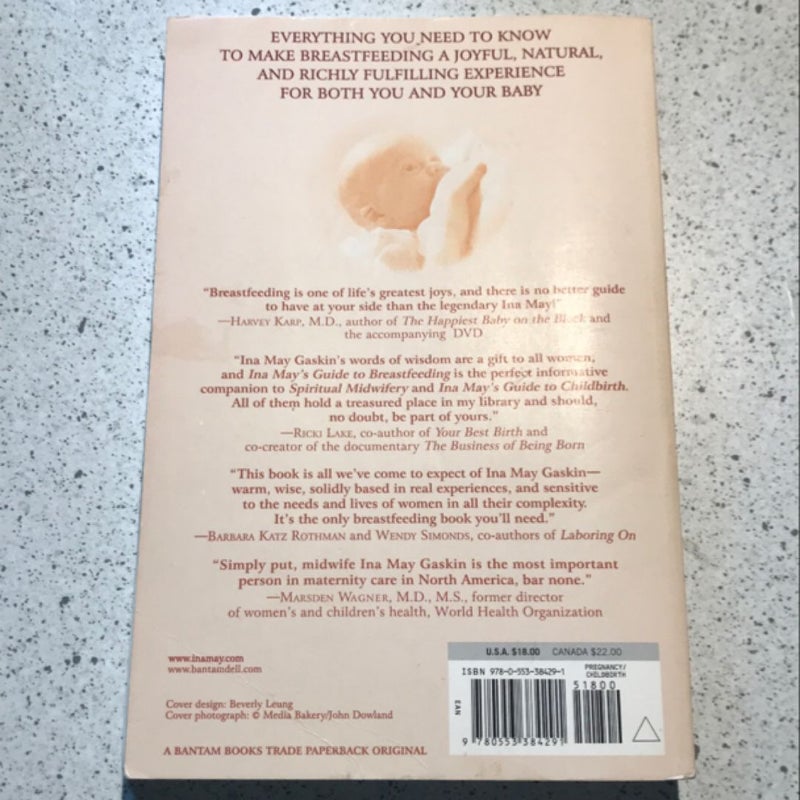 EVERYTHING YOU NEED TO KNOW
TO MAKE BREASTFEEDING A JOYFUL, NATURAL,
AND RICHLY FULFILLING EXPERIENCE
FOR BOTH YOU AND YOUR BABY
“Breastfeeding is one of life’s greatest joys, and there is no better guide
to have at your side than the legendary Ina May!”
—HARVEY KARP, M.D., author of The Happiest Baby on the Block and
the accompanying DVD
“Ina May Gaskin’s words of wisdom are a gift to all women,
and Ina May’s Guide to Breastfeeding is the perfect informative
companion to Spiritual Midwifery and Ina May’s Guide to Childbirth.
All of them hold a treasured place in my library and should,
no doubt, be part of yours.”
—RICKI LAKE, co-author of Your Best Birth and
co-creator of the documentary The Business of Being Born
“This book is all we’ve come to expect of Ina May Gaskin—
warm, wise, solidly based in real experiences, and sensitive
to the needs and lives of women in all their complexity.
It’s the only breastfeeding book you’ll need.”
—BARBARA KATZ ROTHMAN and WENDY SIMONDS, co-authors of Laboring On
“Simply put, midwife Ina May Gaskin is the most important
person in maternity care in North America, bar none.”
—MARSDEN WAGNER, M.D., M.S., former director
of women’s and children’s health, World Health Organization
www.inamay.com
www.bantamdell.com
Cover design: Beverly Leung
Cover photograph: © Media Bakery/John Dowland
A BANTAM BOOKS TRADE PAPERBACK ORIGINAL
U.S.A. $18.00 CANADA $22.00
ISBN 978-0-553-38429-1
PREGNANCY/
CHILDBIRTH
51800
EAN
9 780553 384291